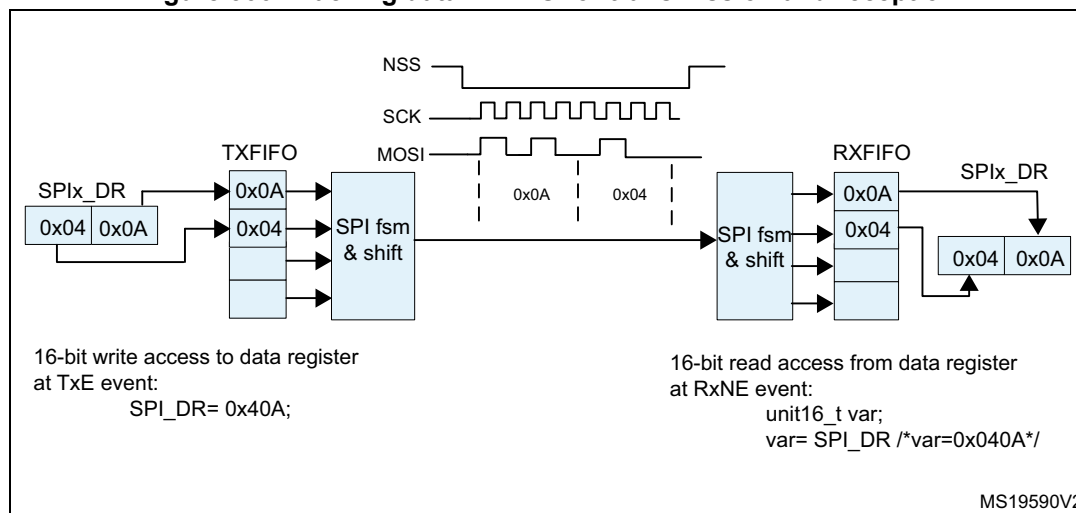 NSS
SCK
MOSI
TXFIFO
RXFIFO
SPIx_DR
SPIx_DR
0x04 0x0A
0x0A
0x04
SPI fsm
& shift
0x0A 0x04
SPI fsm
& shift
0x0A
0x04
0x04 0x0A
16-bit write access to data register
at TxE event:
SPI_DR= 0x40A;
16-bit read access from data register
at RxNE event:
unit16_t var;
var= SPI_DR /*var=0x040A*/
MS19590V2